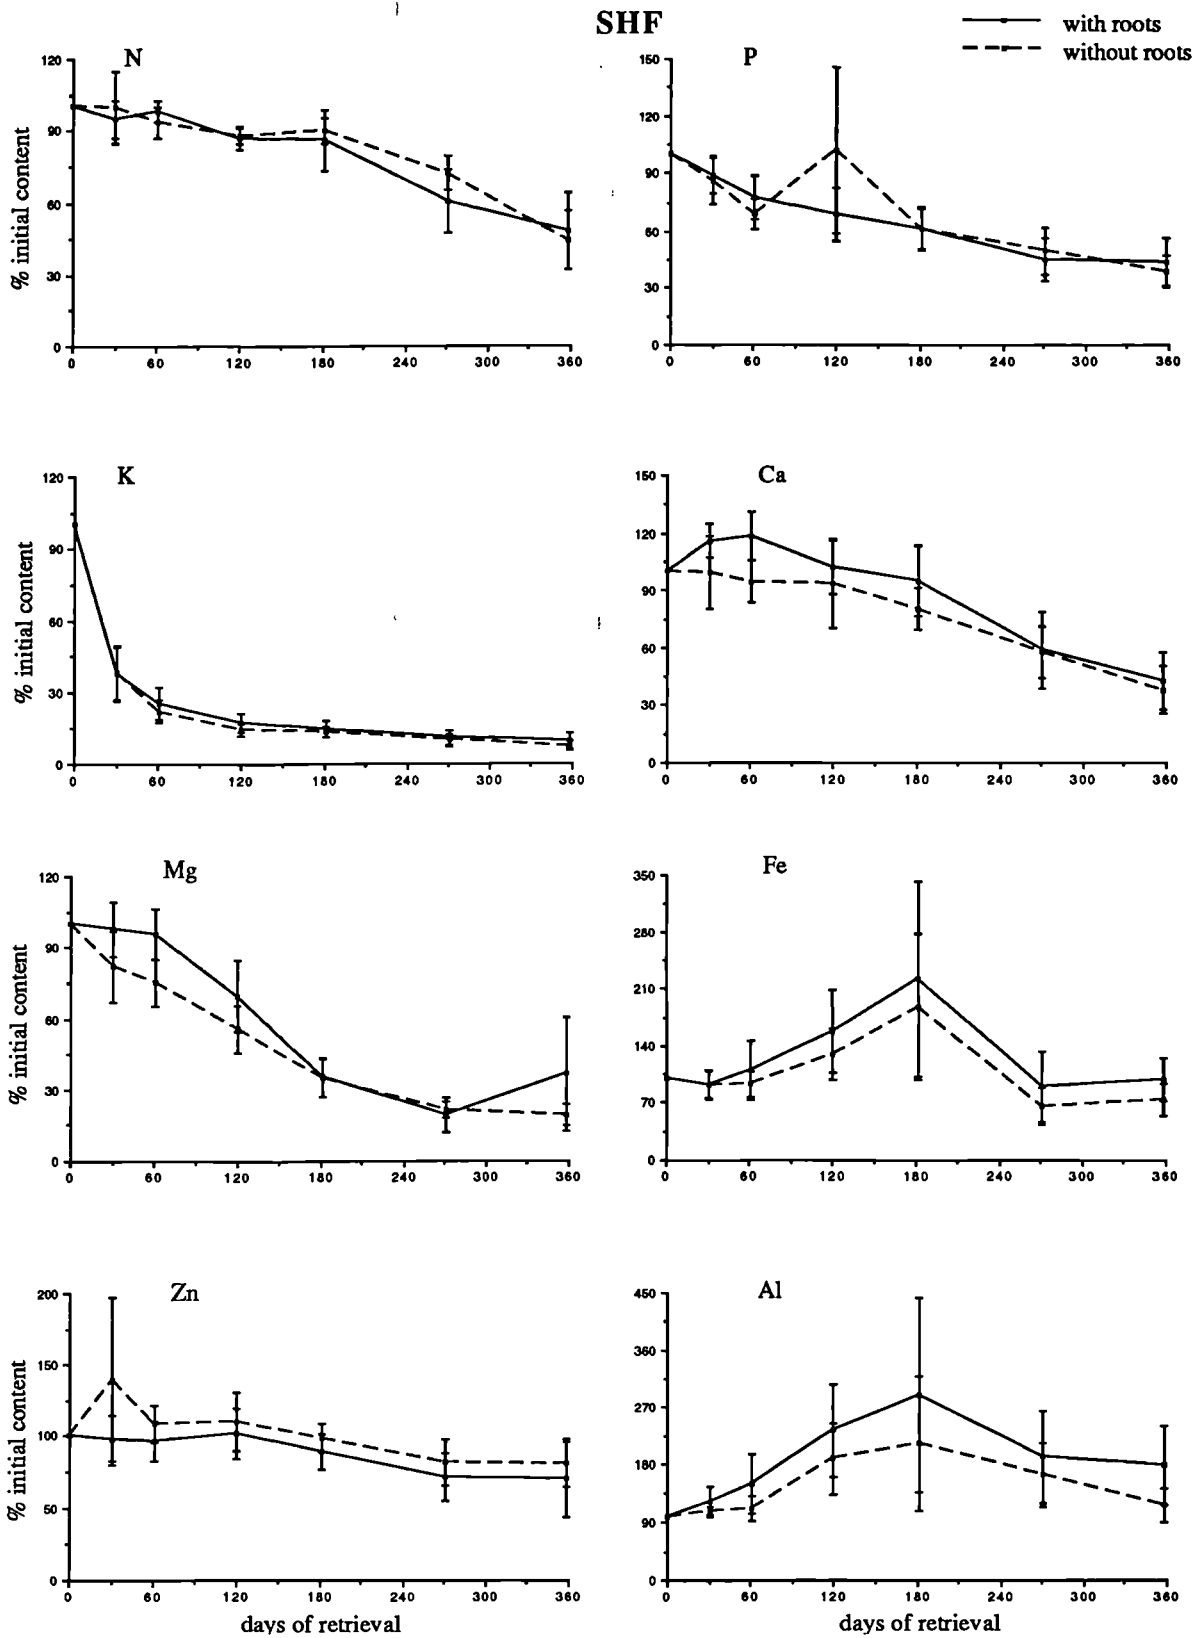 SHF
with roots
without roots
N
P
% initial content
120
90
60
30
0
0 60 120 180 240 300 360
150
120
90
60
30
0
0 60 120 180 240 300 360
K
Ca
% initial content
120
90
60
30
0
0 60 120 180 240 300 360
150
120
90
60
30
0
0 60 120 180 240 300 360
Mg
Fe
% initial content
120
90
60
30
0
0 60 120 180 240 300 360
350
280
210
140
70
0
0 60 120 180 240 300 360
Zn
Al
% initial content
200
150
100
50
0
0 60 120 180 240 300 360
days of retrieval
450
360
270
180
90
0
0 60 120 180 240 300 360
days of retrieval